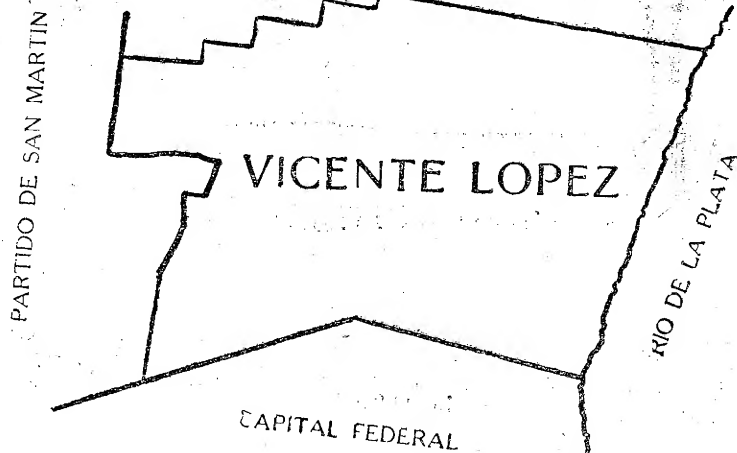 PARTIDO DE SAN MARTIN
VICENTE LOPEZ
RIO DE LA PLATA
CAPITAL FEDERAL